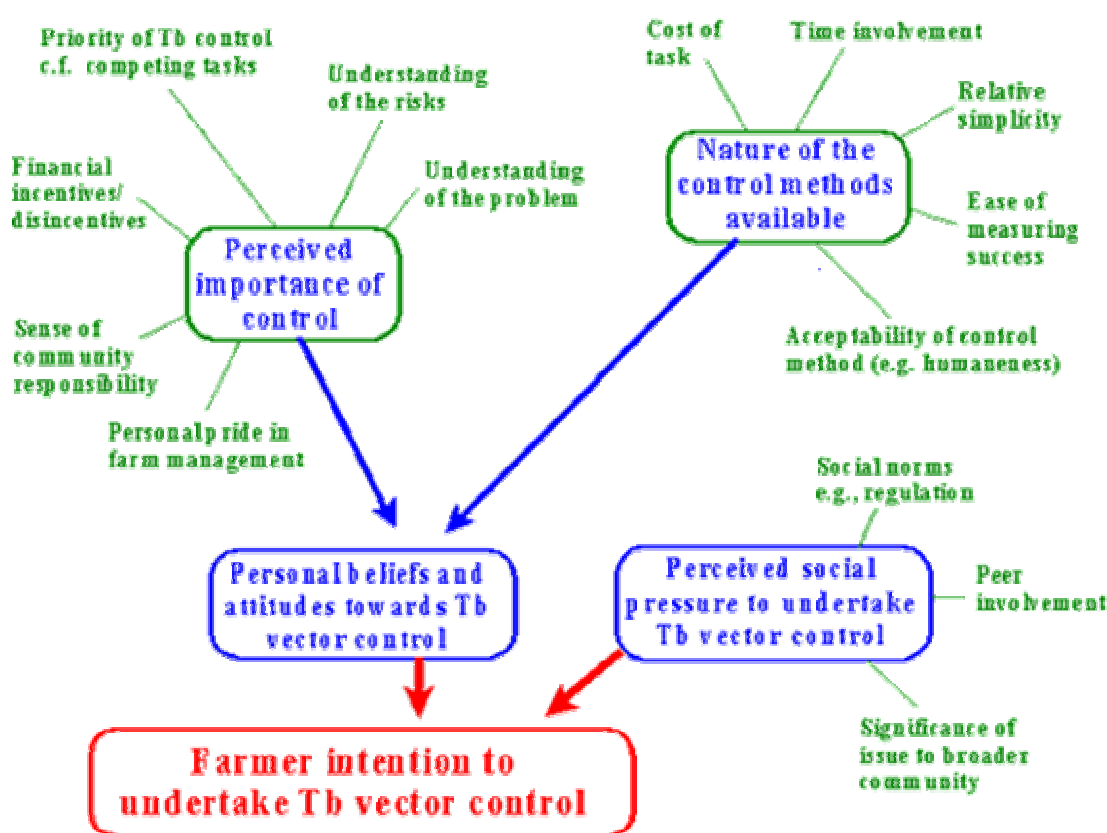 Priority of Tb control
c.f. competing tasks
Understanding
of the risks
Financial
incentives/
disincentives
Understanding
of the problem
Perceived
importance of
control
Sense of
community
responsibility
Personal pride in
farm management
Cost of
task
Time involvement
Relative
simplicity
Nature of the
control methods
available
Ease of
measuring
success
Acceptability of control
method (e.g. humaneness)
Social norms
e.g., regulation
Personal beliefs and
attitudes towards Tb
vector control
Perceived social
pressure to undertake
Tb vector control
Peer
involvement
Significance of
issue to broader
community
Farmer intention to
undertake Tb vector control